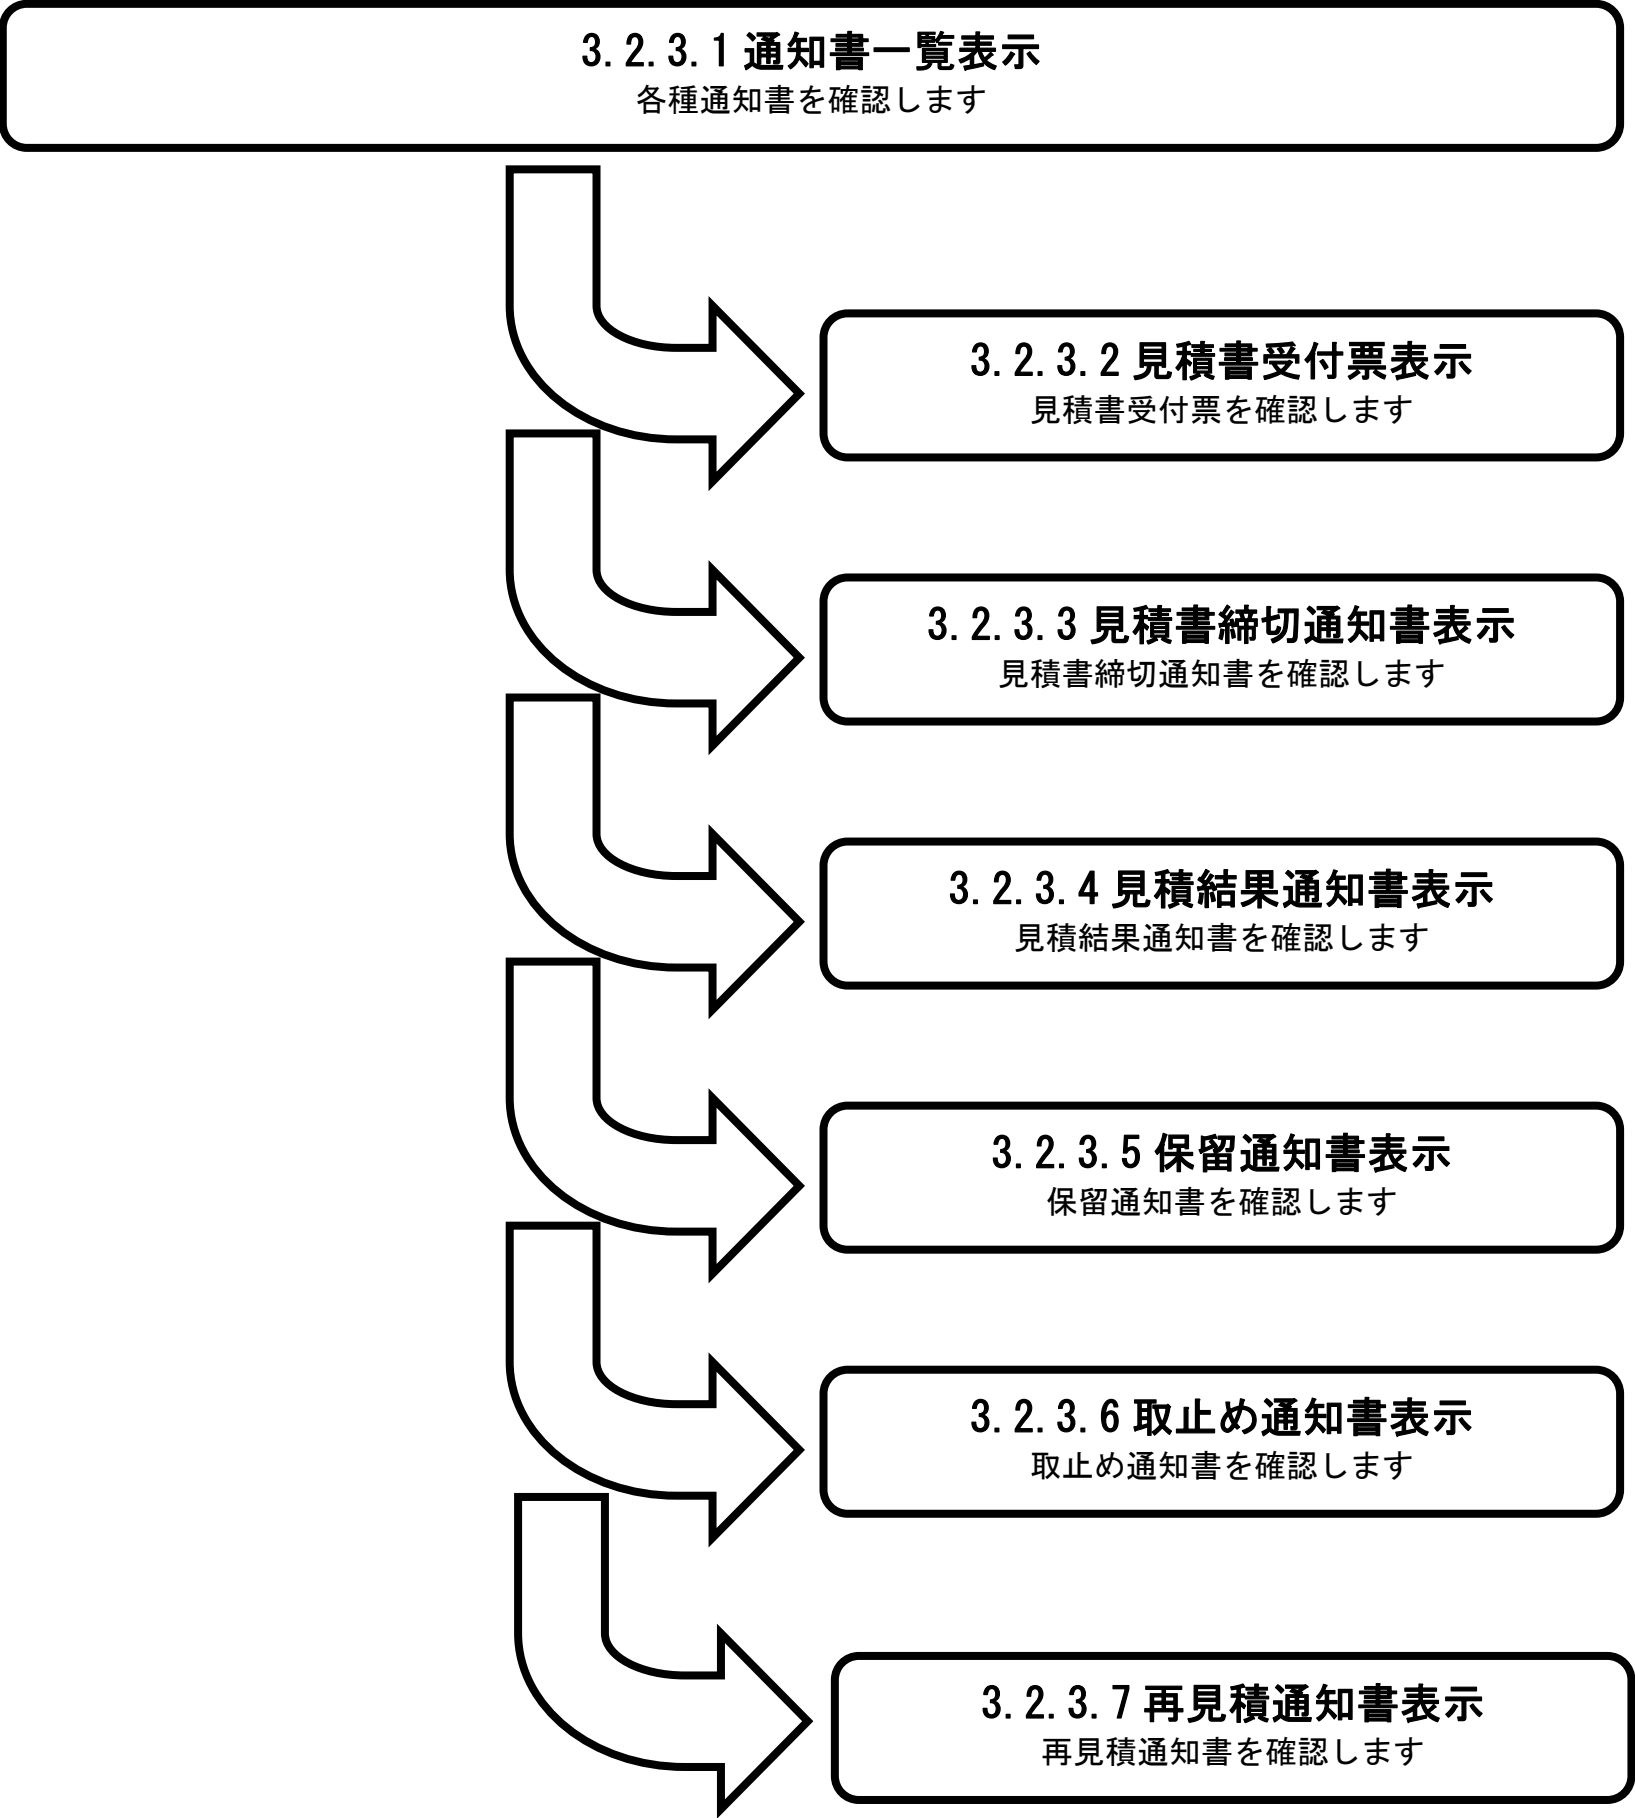 3.2.3.1 通知書一覧表示
各種通知書を確認します
3.2.3.2 見積書受付票表示
見積書受付票を確認します
3.2.3.3 見積書締切通知書表示
見積書締切通知書を確認します
3.2.3.4 見積結果通知書表示
見積結果通知書を確認します
3.2.3.5 保留通知書表示
保留通知書を確認します
3.2.3.6 取止め通知書表示
取止め通知書を確認します
3.2.3.7 再見積通知書表示
再見積通知書を確認します